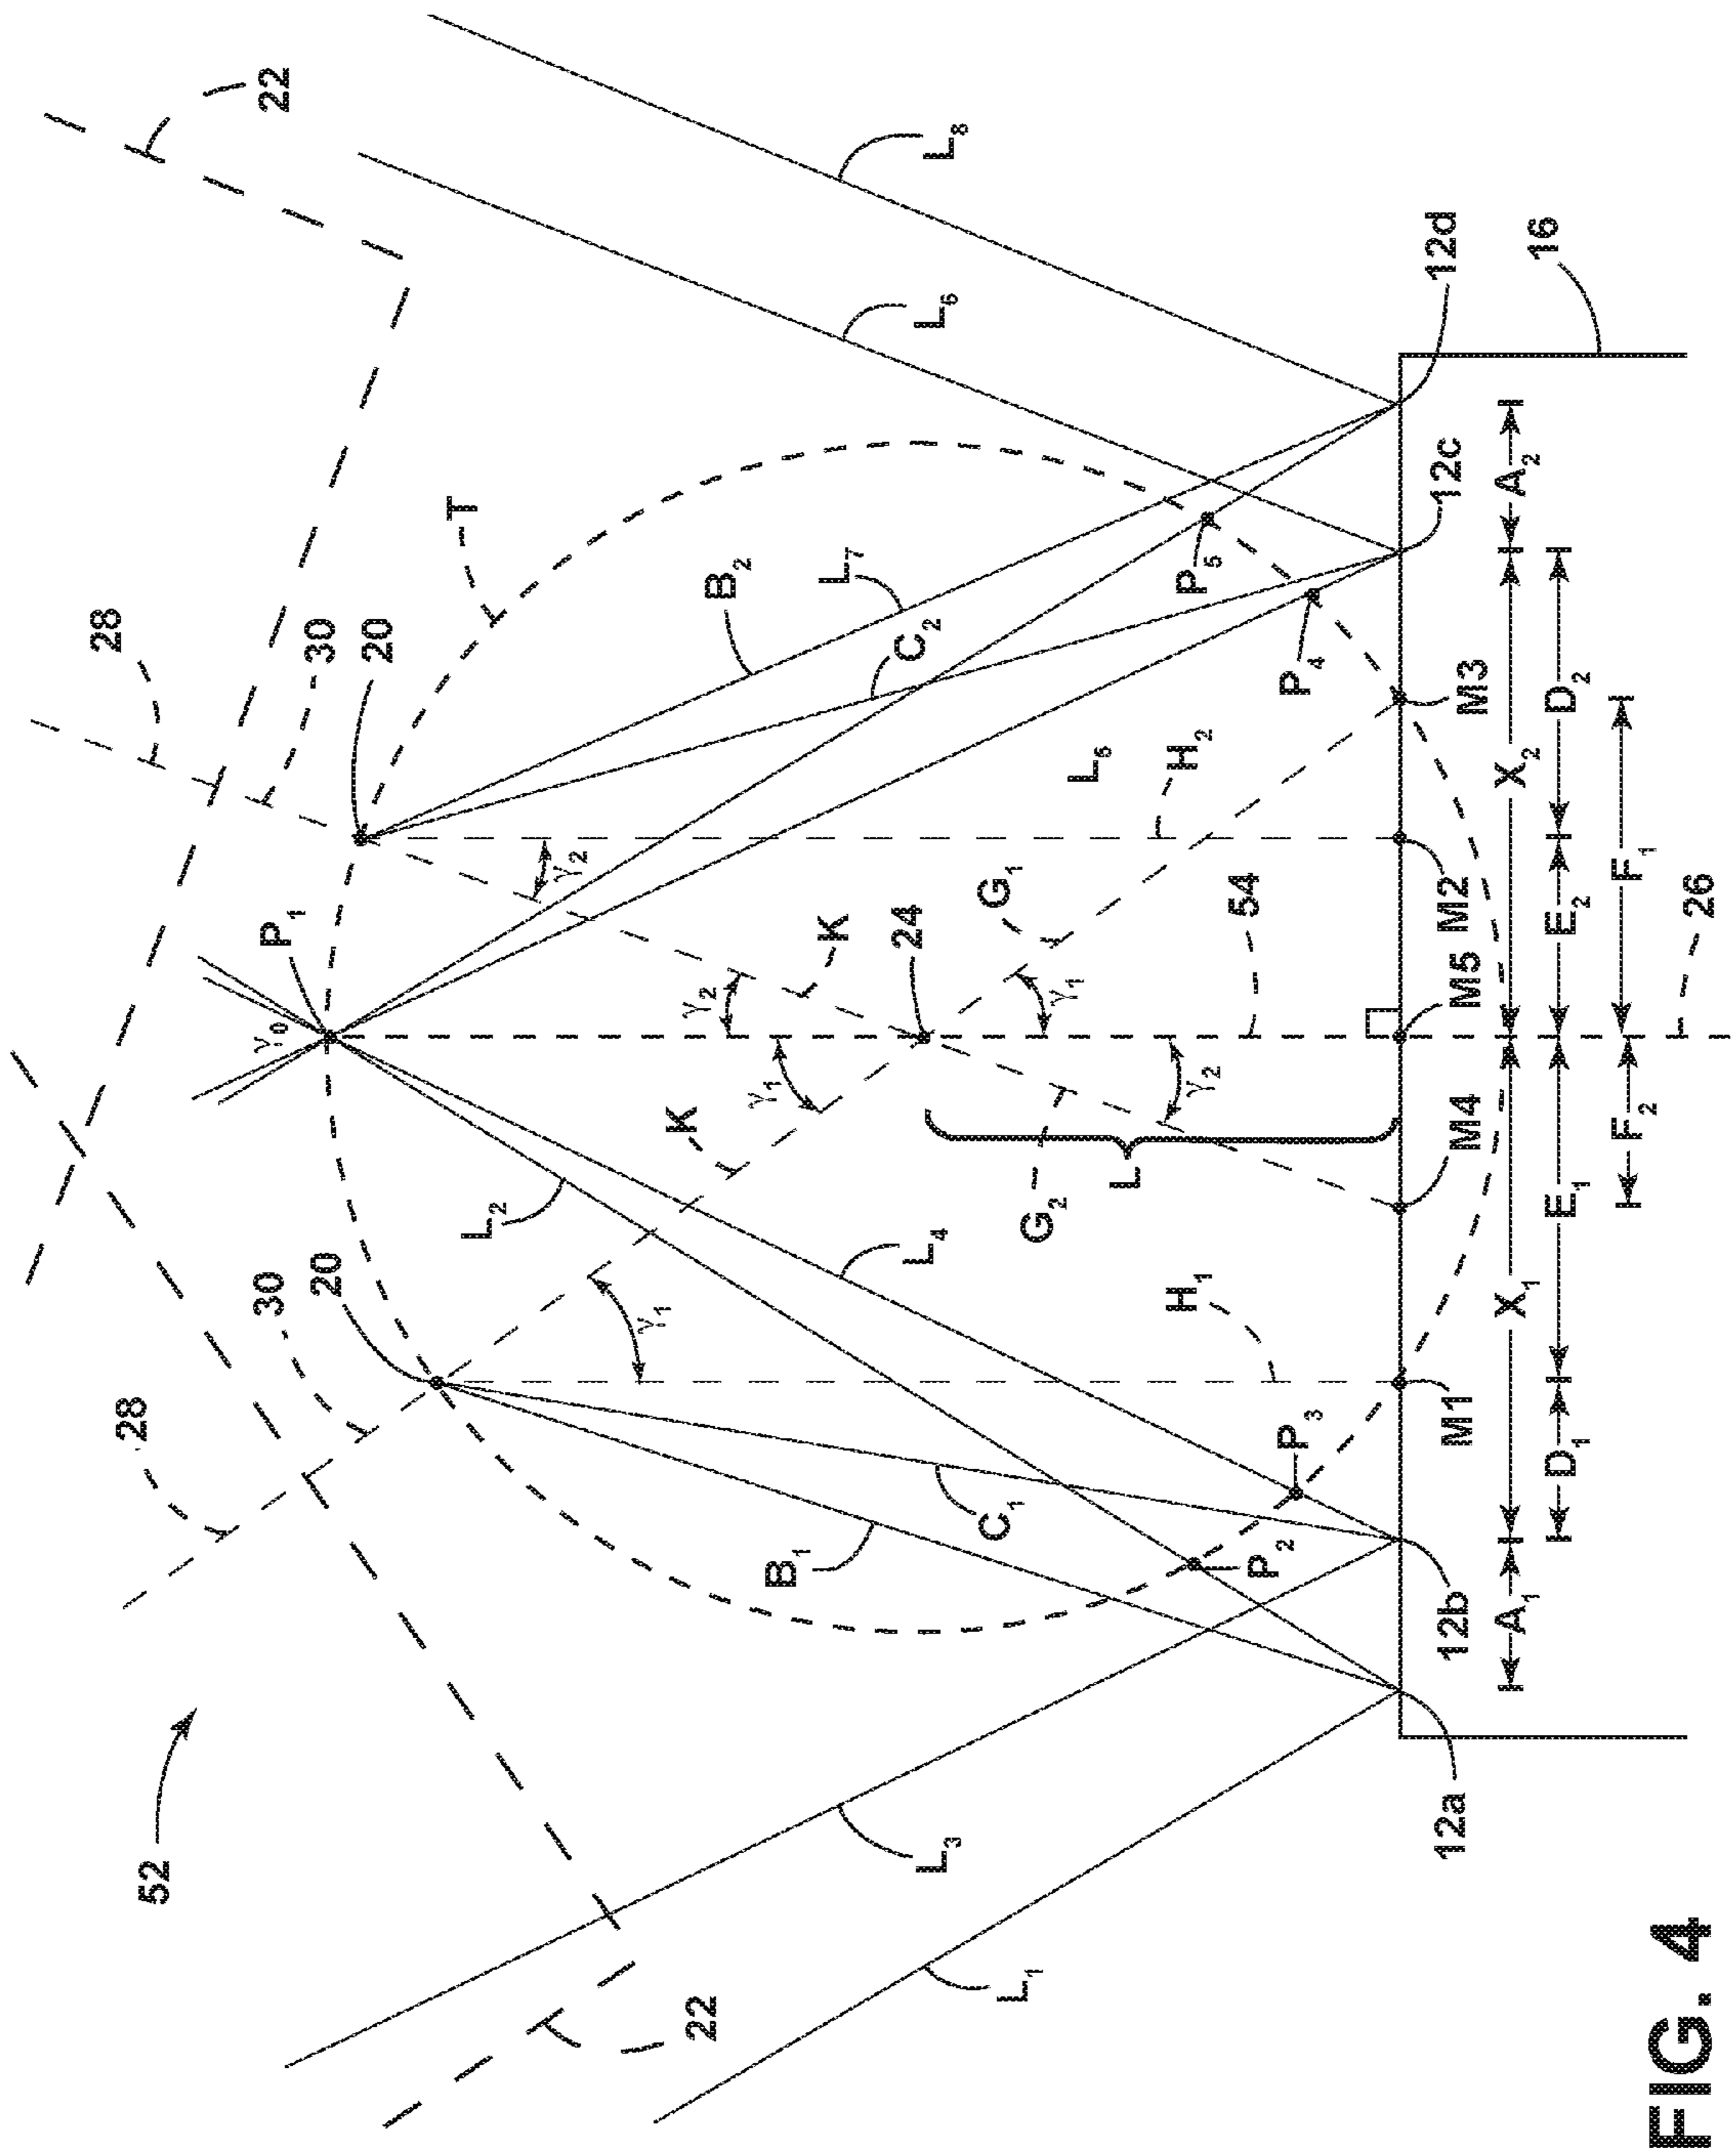 52
28
28
22
30
γ₀
P₁
20
30
20
T
L₂
γ₂
γ₁
K
γ₂
22
B₂
γ₁
B₁
K
L₇
24
C₂
L₃
L₄
L₆
L₈
C₁
G₁
L₁
G₂
γ₁
L₅
L
H₁
γ₂
H₂
P₅
54
P₂
P₃
P₄
12a
12b
M1
M4
M5
M2
M3
12c
12d
16
A₁ X₁ X₂ A₂
D₁ E₁ E₂ D₂
F₂ F₁
26
FIG. 4